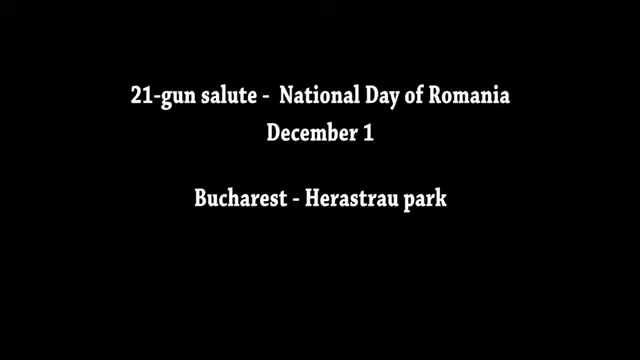 21-gun salute -  National Day of Romania
December 1
Bucharest - Herastrau park